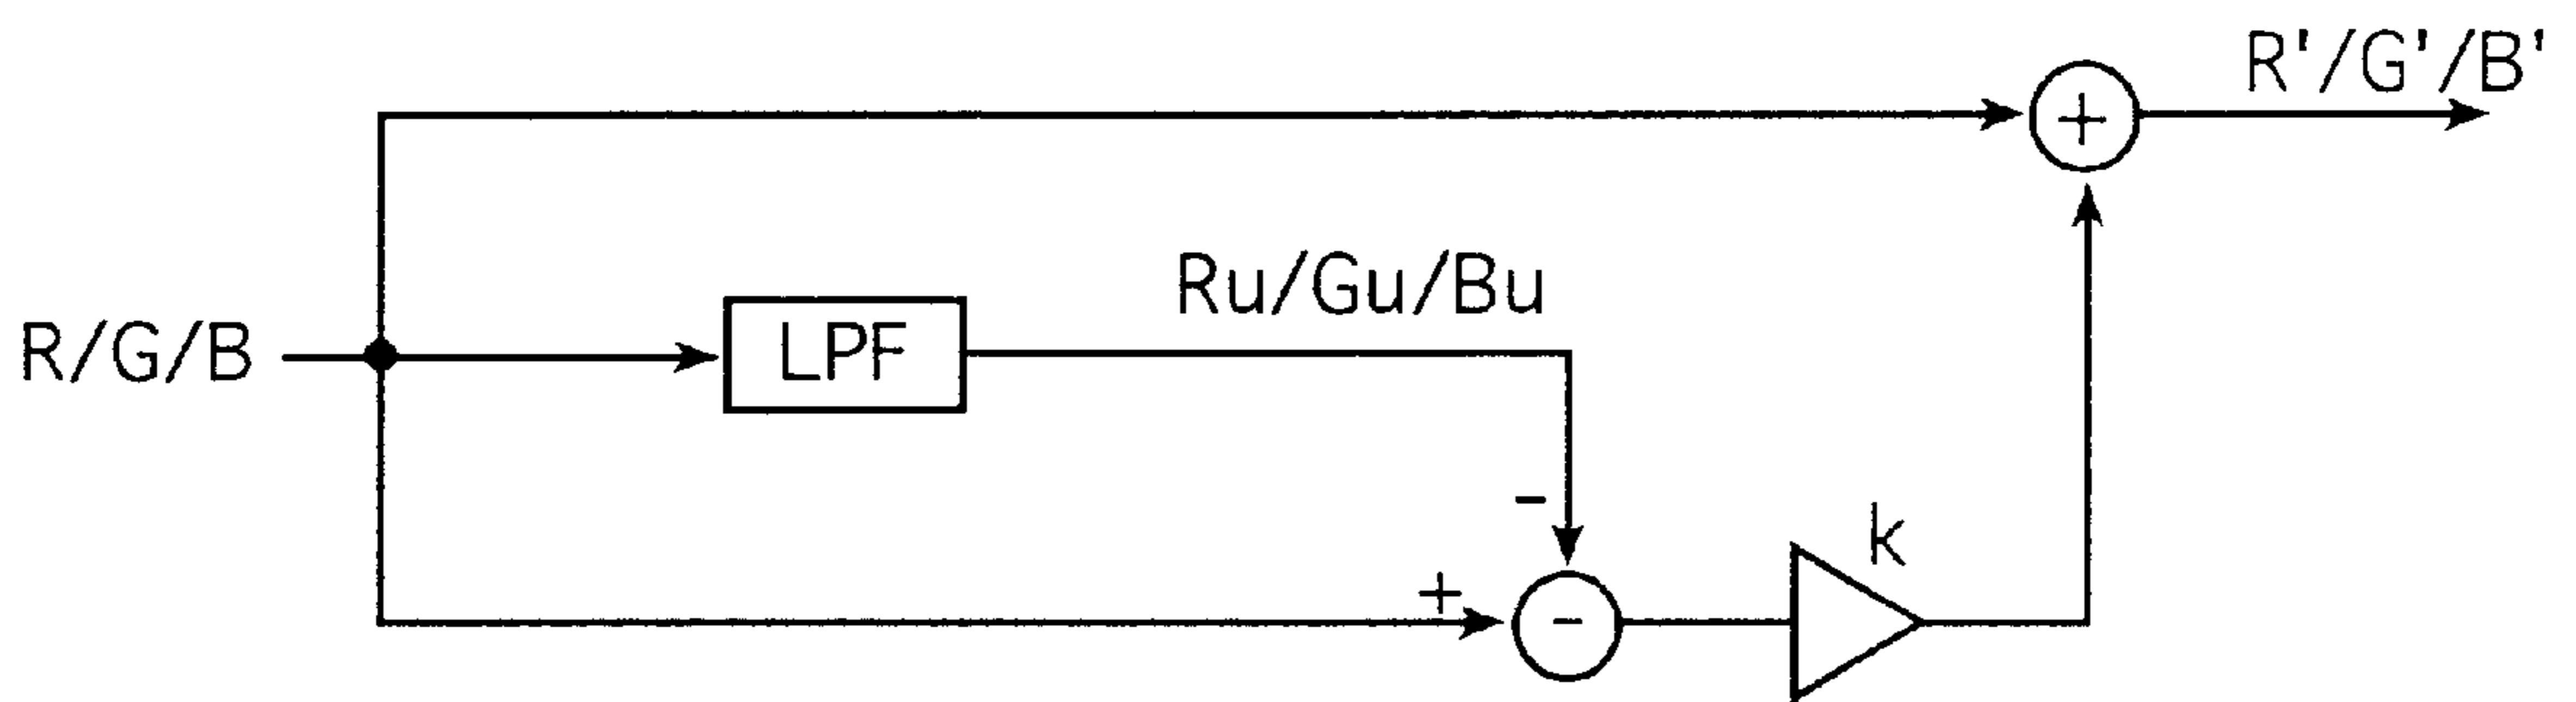 R'/G'/B'
+
Ru/Gu/Bu
R/G/B
LPF
-
k
+
-